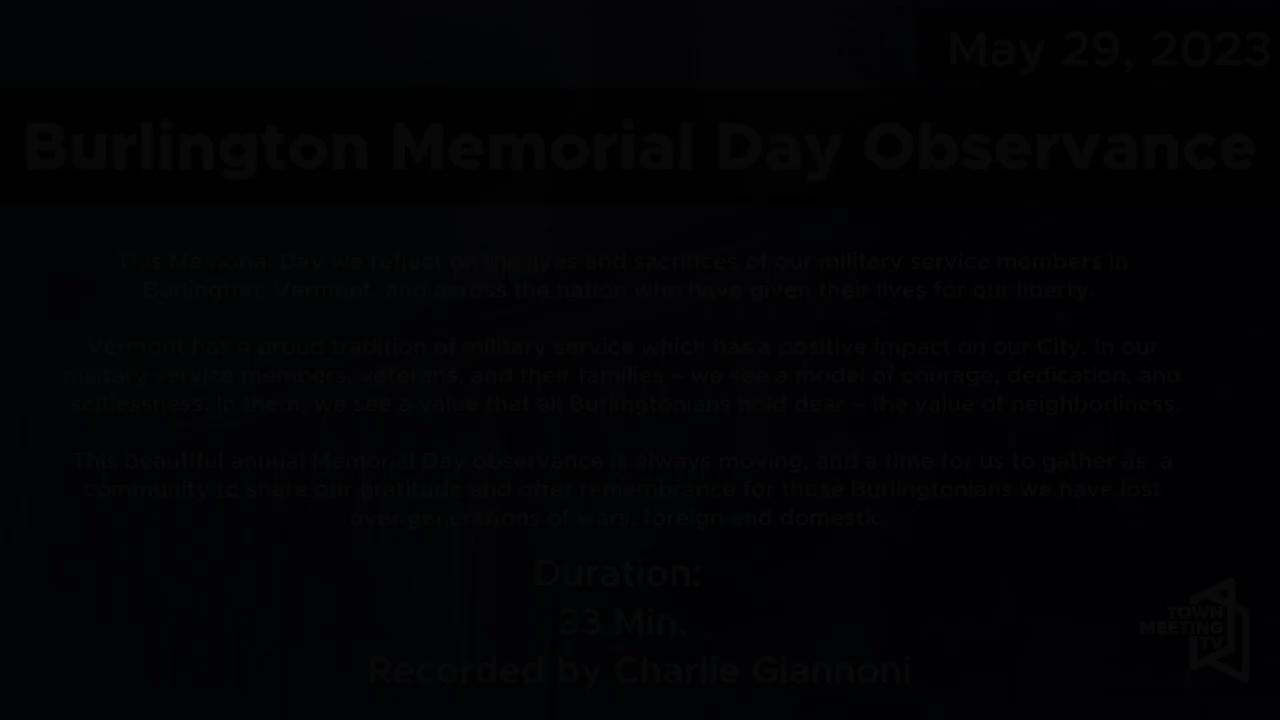 May 29, 2023
Burlington Memorial Day Observance
This Memorial Day we reflect on the lives and sacrifices of our military service members in
Burlington, Vermont, and across the nation who have given their lives for our liberty.
Vermont has a proud tradition of military service which has a positive impact on our City. In our
military service members, veterans, and their families – we see a model of courage, dedication, and
selflessness. In them, we see a value that all Burlingtonians hold dear – the value of neighborliness.
This beautiful annual Memorial Day observance is always moving, and a time for us to gather as a
community to share our gratitude and offer remembrance for those Burlingtonians we have lost
over generations of wars, foreign and domestic.
Duration:
33 Min.
Recorded by Charlie Giannoni
TOWN
MEETING
TV